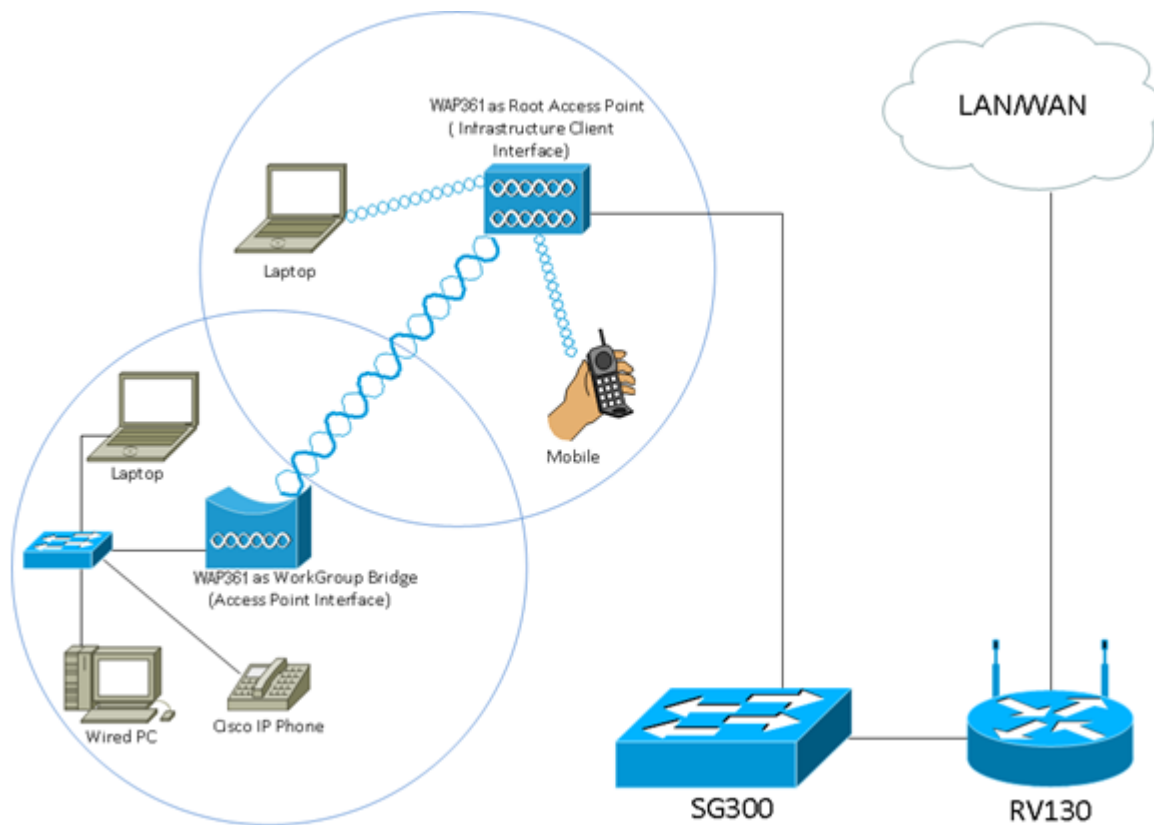 LAN/WAN
WAP361 as Root Access Point
( Infrastructure Client
Interface)
Laptop
Mobile
Laptop
WAP361 as WorkGroup Bridge
(Access Point Interface)
Wired PC
Cisco IP Phone
SG300
RV130